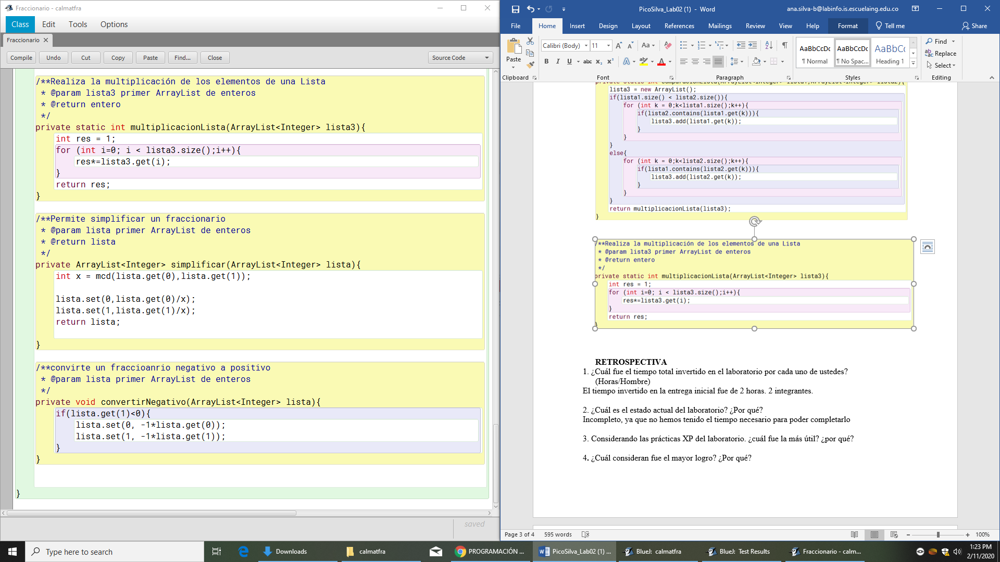 Fraccionario - calmatfra
Class Edit Tools Options
Fraccionario
Compile Undo Cut Copy Paste Find... Close Source Code
/**Realiza la multiplicación de los elementos de una Lista
* @param lista3 primer ArrayList de enteros
* @return entero
*/
private static int multiplicacionLista(ArrayList<Integer> lista3){
int res = 1;
for (int i=0; i < lista3.size();i++){
res*=lista3.get(i);
}
return res;
}
/**Permite simplificar un fraccionario
* @param lista primer ArrayList de enteros
* @return lista
*/
private ArrayList<Integer> simplificar(ArrayList<Integer> lista){
int x = mcd(lista.get(0),lista.get(1));
lista.set(0,lista.get(0)/x);
lista.set(1,lista.get(1)/x);
return lista;
}
/**convirte un fraccioanrio negativo a positivo
* @param lista primer ArrayList de enteros
*/
private void convertirNegativo(ArrayList<Integer> lista){
if(lista.get(1)<0){
lista.set(0, -1*lista.get(0));
lista.set(1, -1*lista.get(1));
}
}
}
saved
PicoSilva_Lab02 (1) - Word
ana.silva-b@labinfo.is.escuelaing.edu.co
File Home Insert Design Layout References Mailings Review View Help Format Tell me Share
Paste
Clipboard
Calibri (Body) 11
Font
Paragraph
AaBbCcDc AaBbCcDc AaBbC
¶ Normal ¶ No Spac... Heading 1
Styles
Find
Replace
Select
Editing
private static int comparacionLista(ArrayList<Integer> lista1,ArrayList<Integer> lista2){
lista3 = new ArrayList();
if(lista1.size() < lista2.size()){
for (int k = 0;k<lista1.size();k++){
if(lista2.contains(lista1.get(k))){
lista3.add(lista1.get(k));
}
}
}
else{
for (int k = 0;k<lista2.size();k++){
if(lista1.contains(lista2.get(k))){
lista3.add(lista2.get(k));
}
}
}
return multiplicacionLista(lista3);
}
/**Realiza la multiplicación de los elementos de una Lista
* @param lista3 primer ArrayList de enteros
* @return entero
*/
private static int multiplicacionLista(ArrayList<Integer> lista3){
int res = 1;
for (int i=0; i < lista3.size();i++){
res*=lista3.get(i);
}
return res;
}
RETROSPECTIVA
1. ¿Cuál fue el tiempo total invertido en el laboratorio por cada uno de ustedes?
(Horas/Hombre)
El tiempo invertido en la entrega inicial fue de 2 horas. 2 integrantes.
2. ¿Cuál es el estado actual del laboratorio? ¿Por qué?
Incompleto, ya que no hemos tenido el tiempo necesario para poder completarlo
3. Considerando las prácticas XP del laboratorio. ¿cuál fue la más útil? ¿por qué?
4. ¿Cuál consideran fue el mayor logro? ¿Por qué?
Page 3 of 4 595 words 100%
Type here to search
Downloads
calmatfra
PROGRAMACIÓN ...
PicoSilva_Lab02 (1) ...
BlueJ: calmatfra
BlueJ: Test Results
Fraccionario - calm...
1:23 PM
2/11/2020